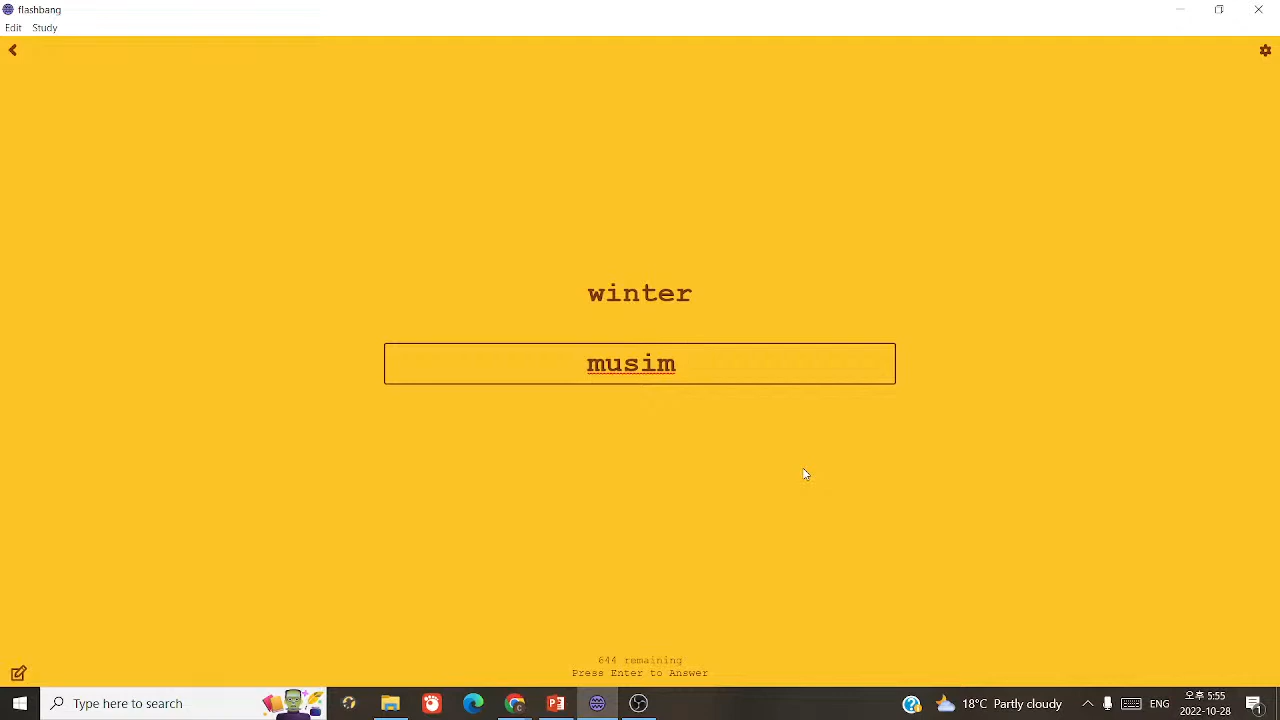 flashbang
Edit Study
winter
musim
644 remaining
Press Enter to Answer
Type here to search
18°C Partly cloudy
ENG
오후 5:55
2022-10-28
1